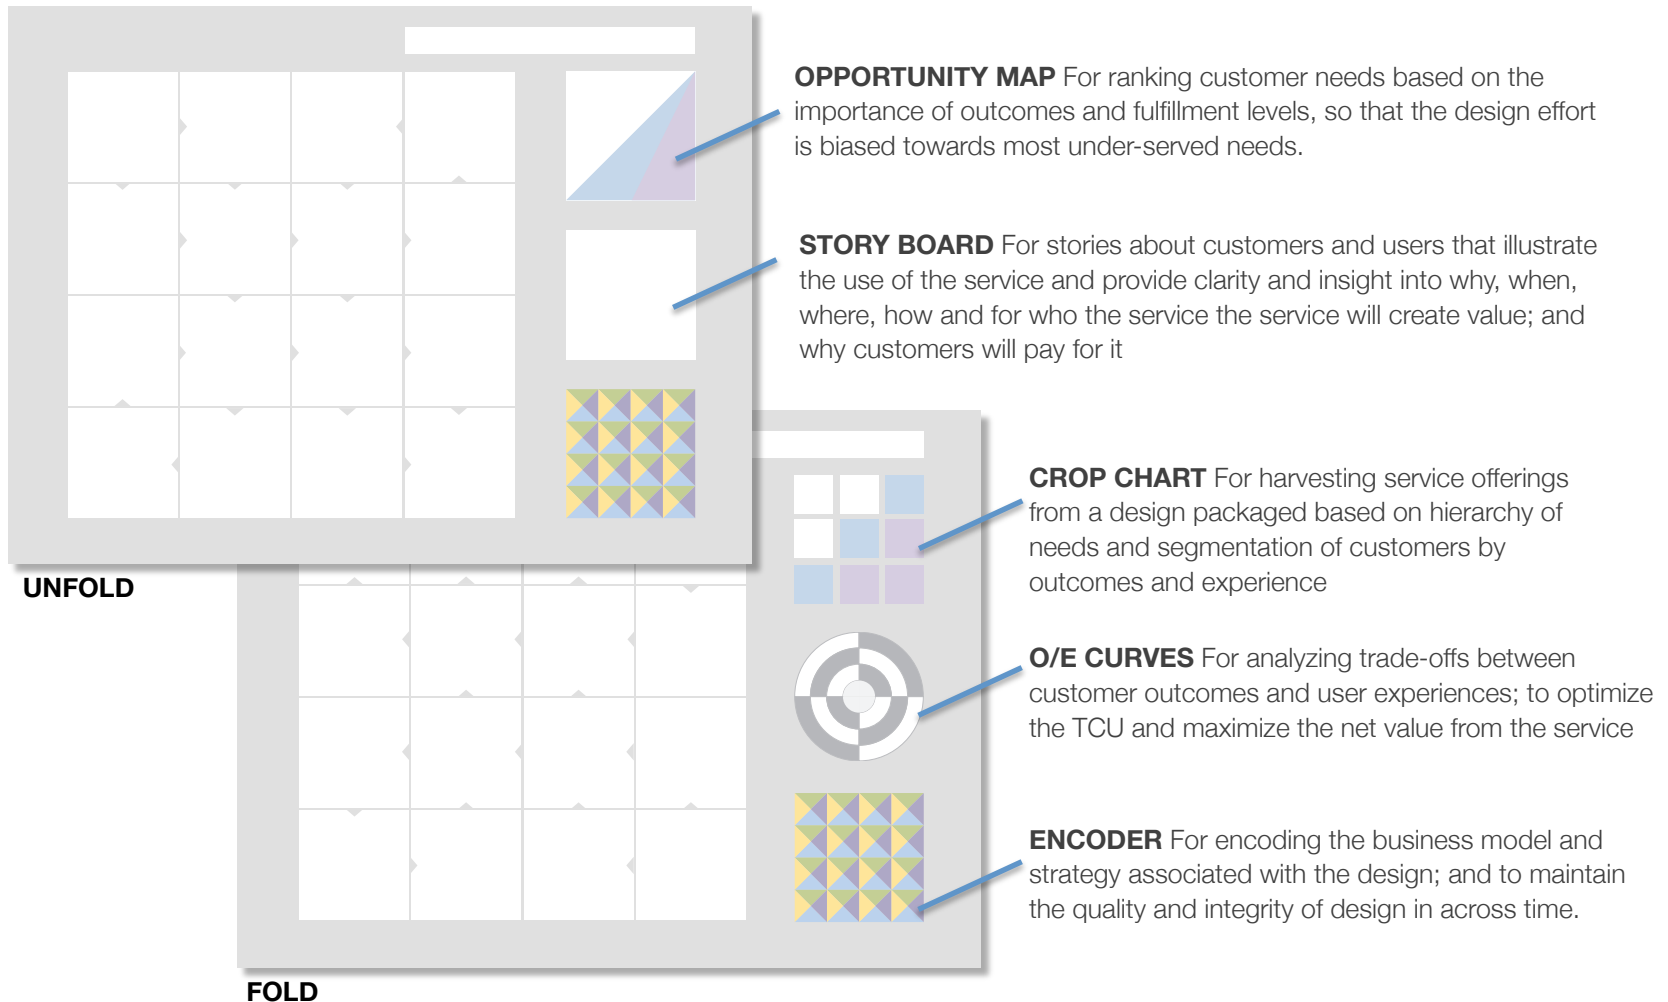 OPPORTUNITY MAP For ranking customer needs based on the
importance of outcomes and fulfillment levels, so that the design effort
is biased towards most under-served needs.
STORY BOARD For stories about customers and users that illustrate
the use of the service and provide clarity and insight into why, when,
where, how and for who the service the service will create value; and
why customers will pay for it
CROP CHART For harvesting service offerings
from a design packaged based on hierarchy of
needs and segmentation of customers by
outcomes and experience
UNFOLD
O/E CURVES For analyzing trade-offs between
customer outcomes and user experiences; to optimize
the TCU and maximize the net value from the service
ENCODER For encoding the business model and
strategy associated with the design; and to maintain
the quality and integrity of design in across time.
FOLD